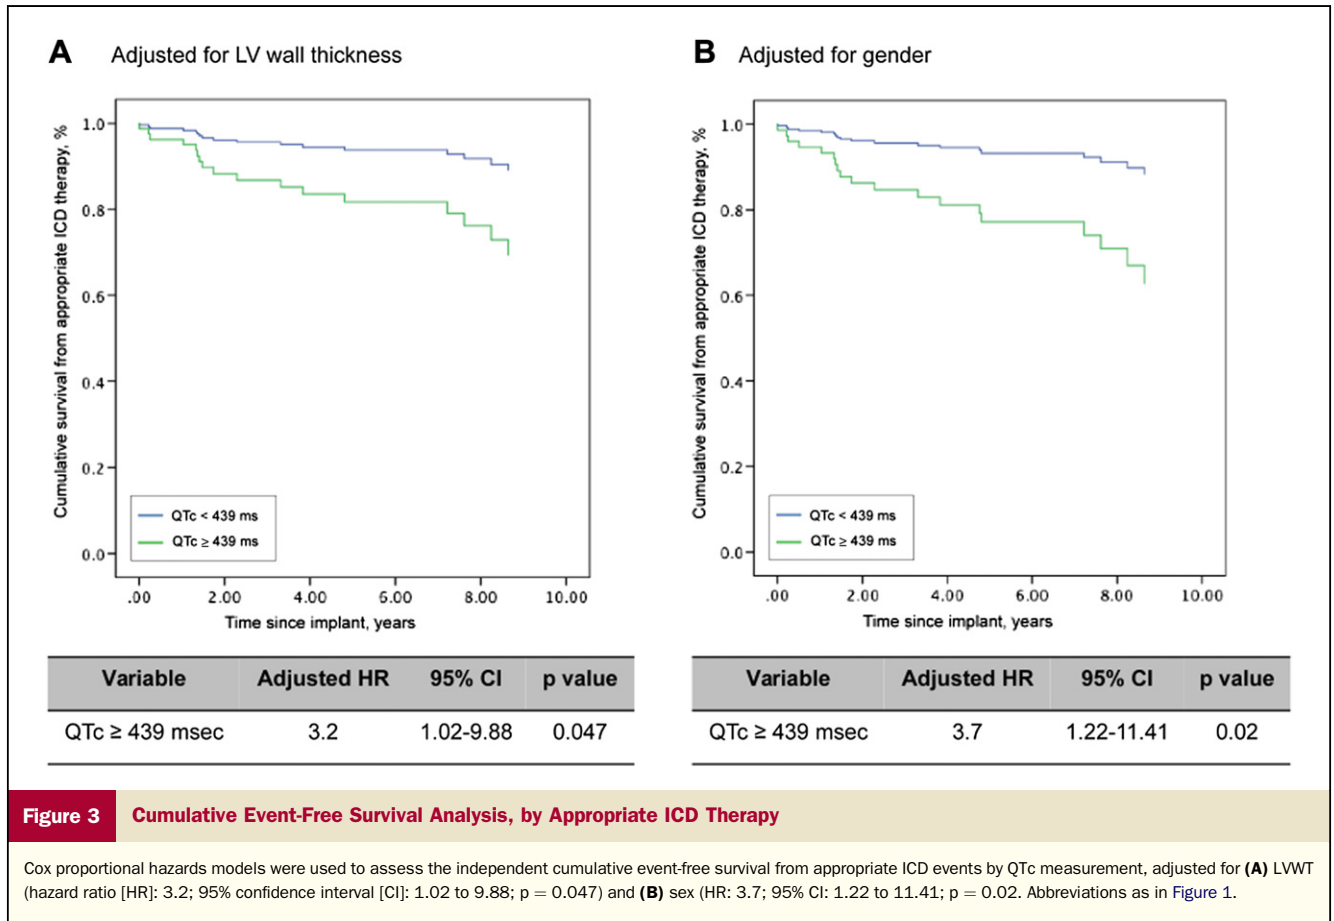 A Adjusted for LV wall thickness
Cumulative survival from appropriate ICD therapy, %
1.0
0.8
0.6
0.4
0.2
0.0
QTc < 439 ms
QTc ≥ 439 ms
.00 2.00 4.00 6.00 8.00 10.00
Time since implant, years
Variable Adjusted HR 95% CI p value
QTc ≥ 439 msec 3.2 1.02-9.88 0.047
B Adjusted for gender
Cumulative survival from appropriate ICD therapy, %
1.0
0.8
0.6
0.4
0.2
0.0
QTc < 439 ms
QTc ≥ 439 ms
.00 2.00 4.00 6.00 8.00 10.00
Time since implant, years
Variable Adjusted HR 95% CI p value
QTc ≥ 439 msec 3.7 1.22-11.41 0.02
Figure 3 Cumulative Event-Free Survival Analysis, by Appropriate ICD Therapy
Cox proportional hazards models were used to assess the independent cumulative event-free survival from appropriate ICD events by QTc measurement, adjusted for (A) LVWT
(hazard ratio [HR]: 3.2; 95% confidence interval [CI]: 1.02 to 9.88; p = 0.047) and (B) sex (HR: 3.7; 95% CI: 1.22 to 11.41; p = 0.02. Abbreviations as in Figure 1.